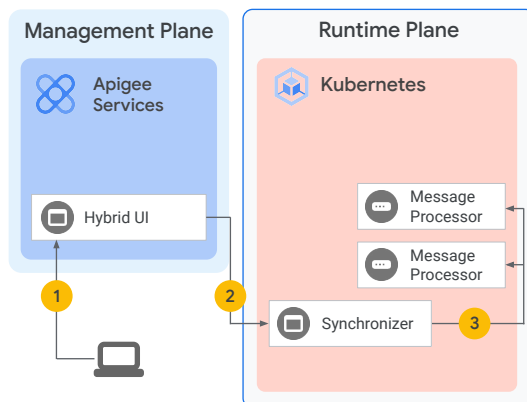 Management Plane
Apigee
Services
Hybrid UI
1
2
Runtime Plane
Kubernetes
Message
Processor
Message
Processor
Synchronizer
3